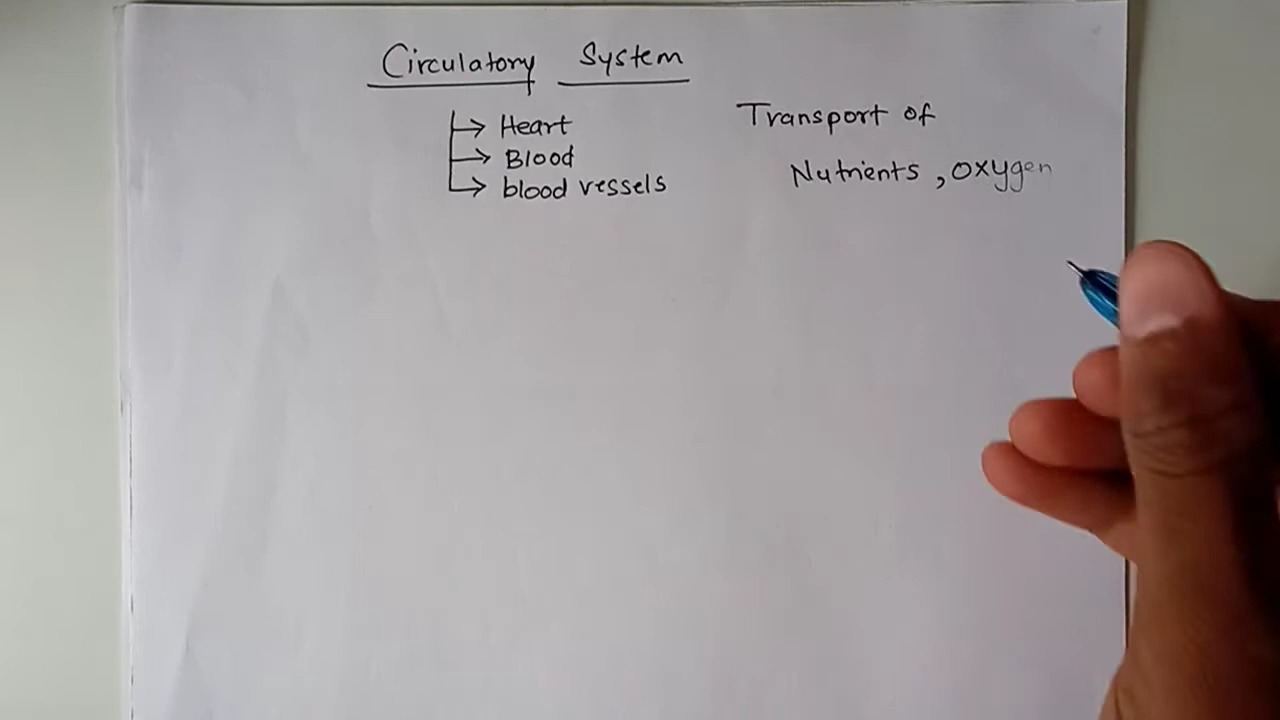 Circulatory System
→ Heart
→ Blood
→ blood vessels
Transport of
Nutrients, oxygen